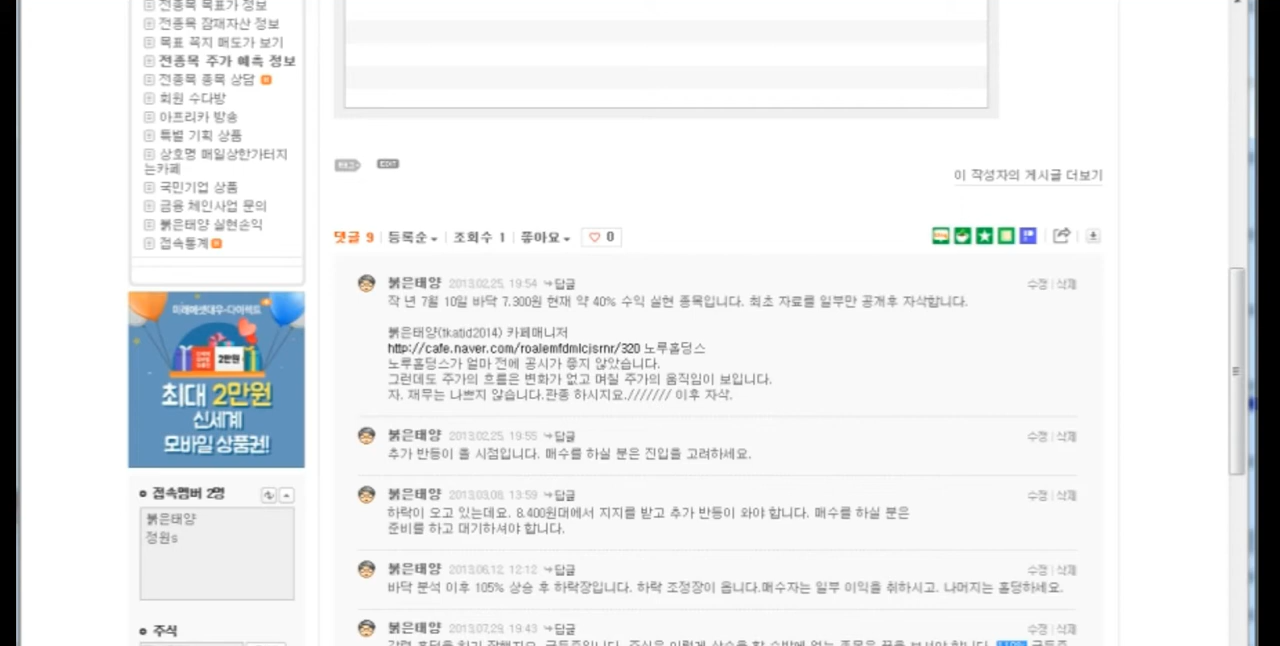 전종목 목표가 정보
전종목 잠재자산 정보
목표 꼭지 매도가 보기
전종목 주가 예측 정보
전종목 종목 상담
회원 수다방
아프리카 방송
특별 기획 상품
상호명 매일상한가터지
는카페
국민기업 상품
금융 체인사업 문의
붉은태양 실현손익
접속통계
미래에셋대우-다이렉트
2만원
최대 2만원
신세계
모바일 상품권!
접속멤버 2명
붉은태양
정원s
주식
EDIT
이 작성자의 게시글 더보기
댓글 9 등록순 조회수 1 좋아요 0
붉은태양 2013.02.25. 19:54 답글 수정 삭제
작 년 7월 10일 바닥 7.300원 현재 약 40% 수익 실현 종목입니다. 최초 자료를 일부만 공개후 자삭합니다.
붉은태양(tkatjd2014) 카페매니저
http://cafe.naver.com/roalemfdmlcjsrnr/320 노루홀딩스
노루홀딩스가 얼마 전에 공시가 좋지 않았습니다.
그런데도 주가의 흐름은 변화가 없고 며칠 주가의 움직임이 보입니다.
자. 재무는 나쁘지 않습니다.관종 하시지요./////// 이후 자삭.
붉은태양 2013.02.25. 19:55 답글 수정 삭제
추가 반등이 올 시점입니다. 매수를 하실 분은 진입을 고려하세요.
붉은태양 2013.03.08. 13:59 답글 수정 삭제
하락이 오고 있는데요. 8.400원대에서 지지를 받고 추가 반등이 와야 합니다. 매수를 하실 분은
준비를 하고 대기하셔야 합니다.
붉은태양 2013.06.12. 12:12 답글 수정 삭제
바닥 분석 이후 105% 상승 후 하락장입니다. 하락 조정장이 옵니다.매수자는 일부 이익을 취하시고. 나머지는 홀딩하세요.
붉은태양 2013.07.29. 19:43 답글 수정 삭제